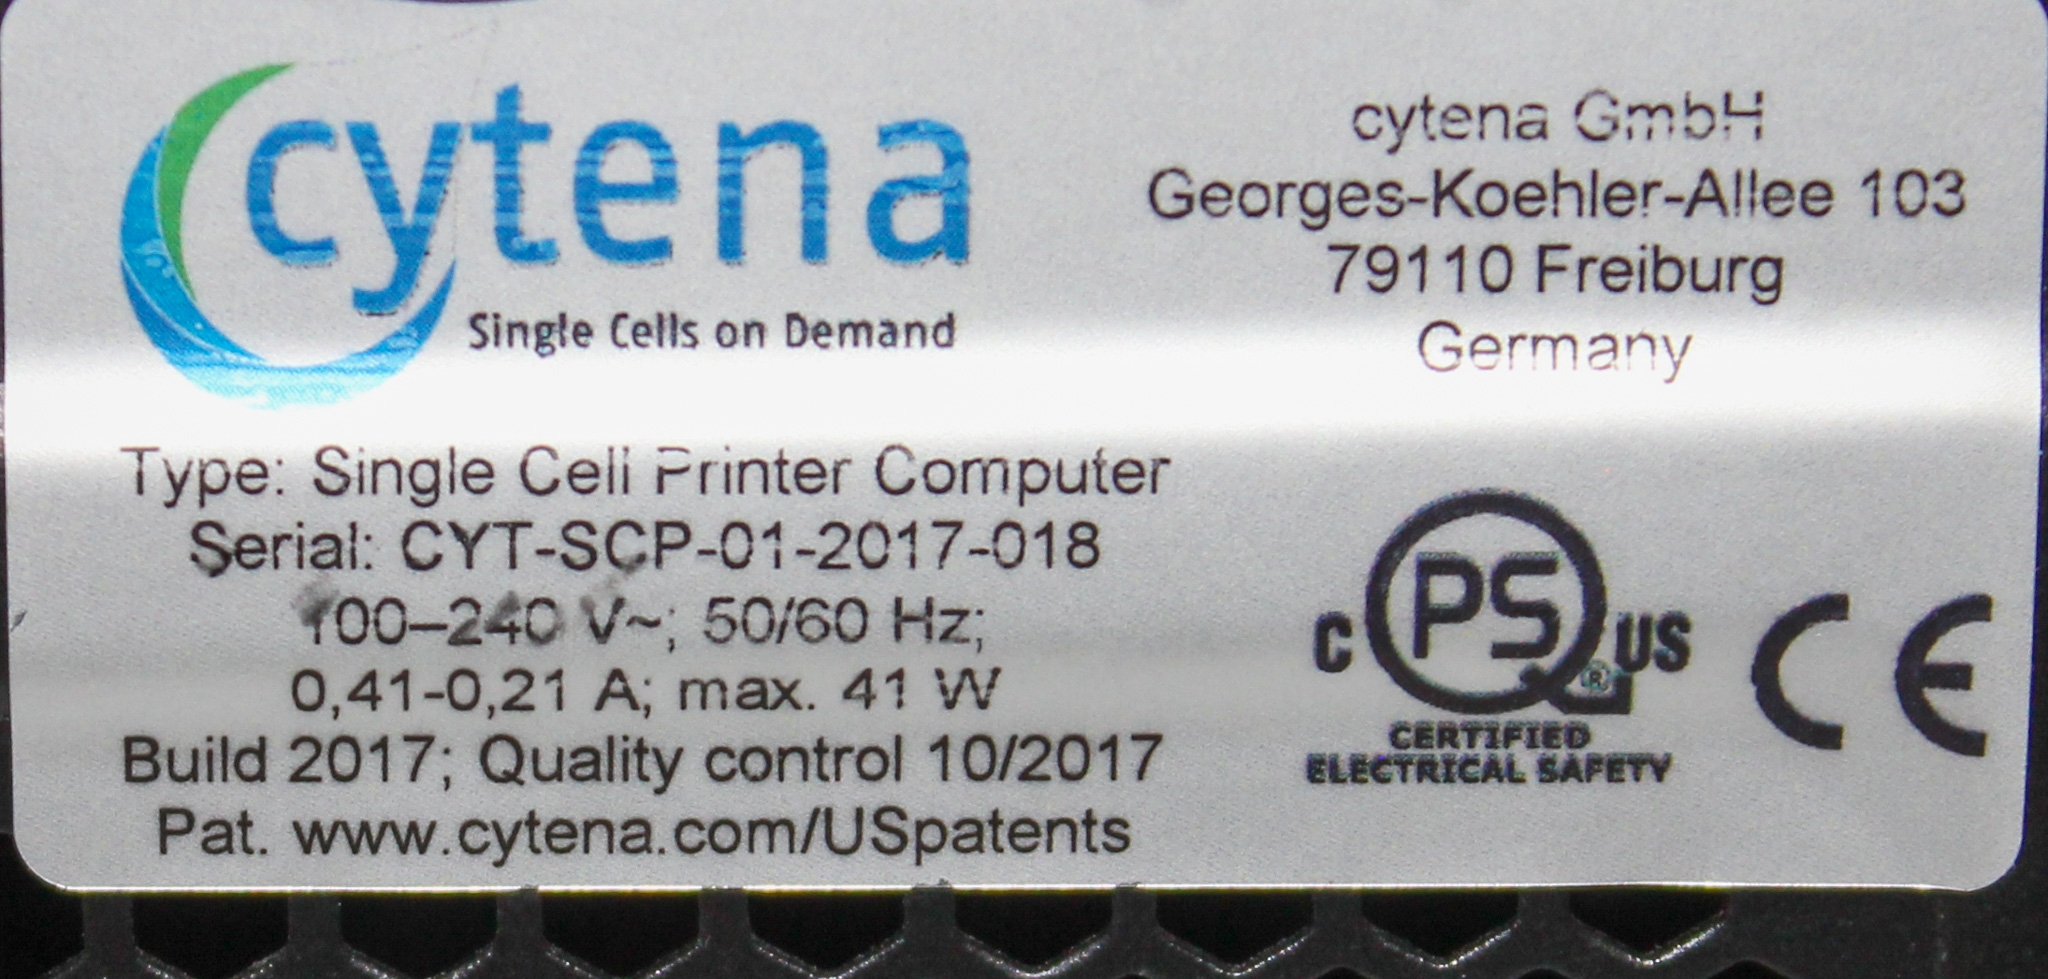 cytena
Single Cells on Demand
cytena GmbH
Georges-Koehler-Allee 103
79110 Freiburg
Germany
Type: Single Cell Printer Computer
Serial: CYT-SCP-01-2017-018
100–240 V~; 50/60 Hz;
0,41-0,21 A; max. 41 W
Build 2017; Quality control 10/2017
Pat. www.cytena.com/USpatents
C PS US ®
CERTIFIED
ELECTRICAL SAFETY
CE